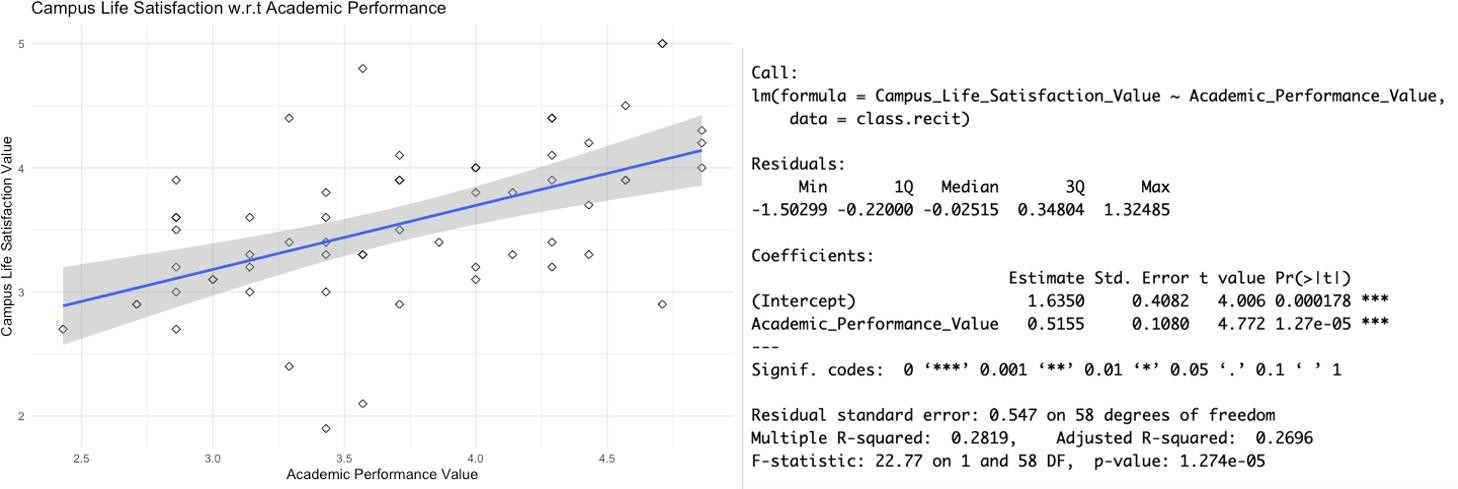 Campus Life Satisfaction w.r.t Academic Performance
5
4
3
2
Campus Life Satisfaction Value
2.5 3.0 3.5 4.0 4.5
Academic Performance Value
Call:
lm(formula = Campus_Life_Satisfaction_Value ~ Academic_Performance_Value,
    data = class.recit)
Residuals:
     Min       1Q   Median       3Q      Max
-1.50299 -0.22000 -0.02515  0.34804  1.32485
Coefficients:
                           Estimate Std. Error t value Pr(>|t|)
(Intercept)                  1.6350     0.4082   4.006 0.000178 ***
Academic_Performance_Value   0.5155     0.1080   4.772 1.27e-05 ***
---
Signif. codes:  0 ‘***’ 0.001 ‘**’ 0.01 ‘*’ 0.05 ‘.’ 0.1 ‘ ’ 1
Residual standard error: 0.547 on 58 degrees of freedom
Multiple R-squared:  0.2819,    Adjusted R-squared:  0.2696
F-statistic: 22.77 on 1 and 58 DF,  p-value: 1.274e-05